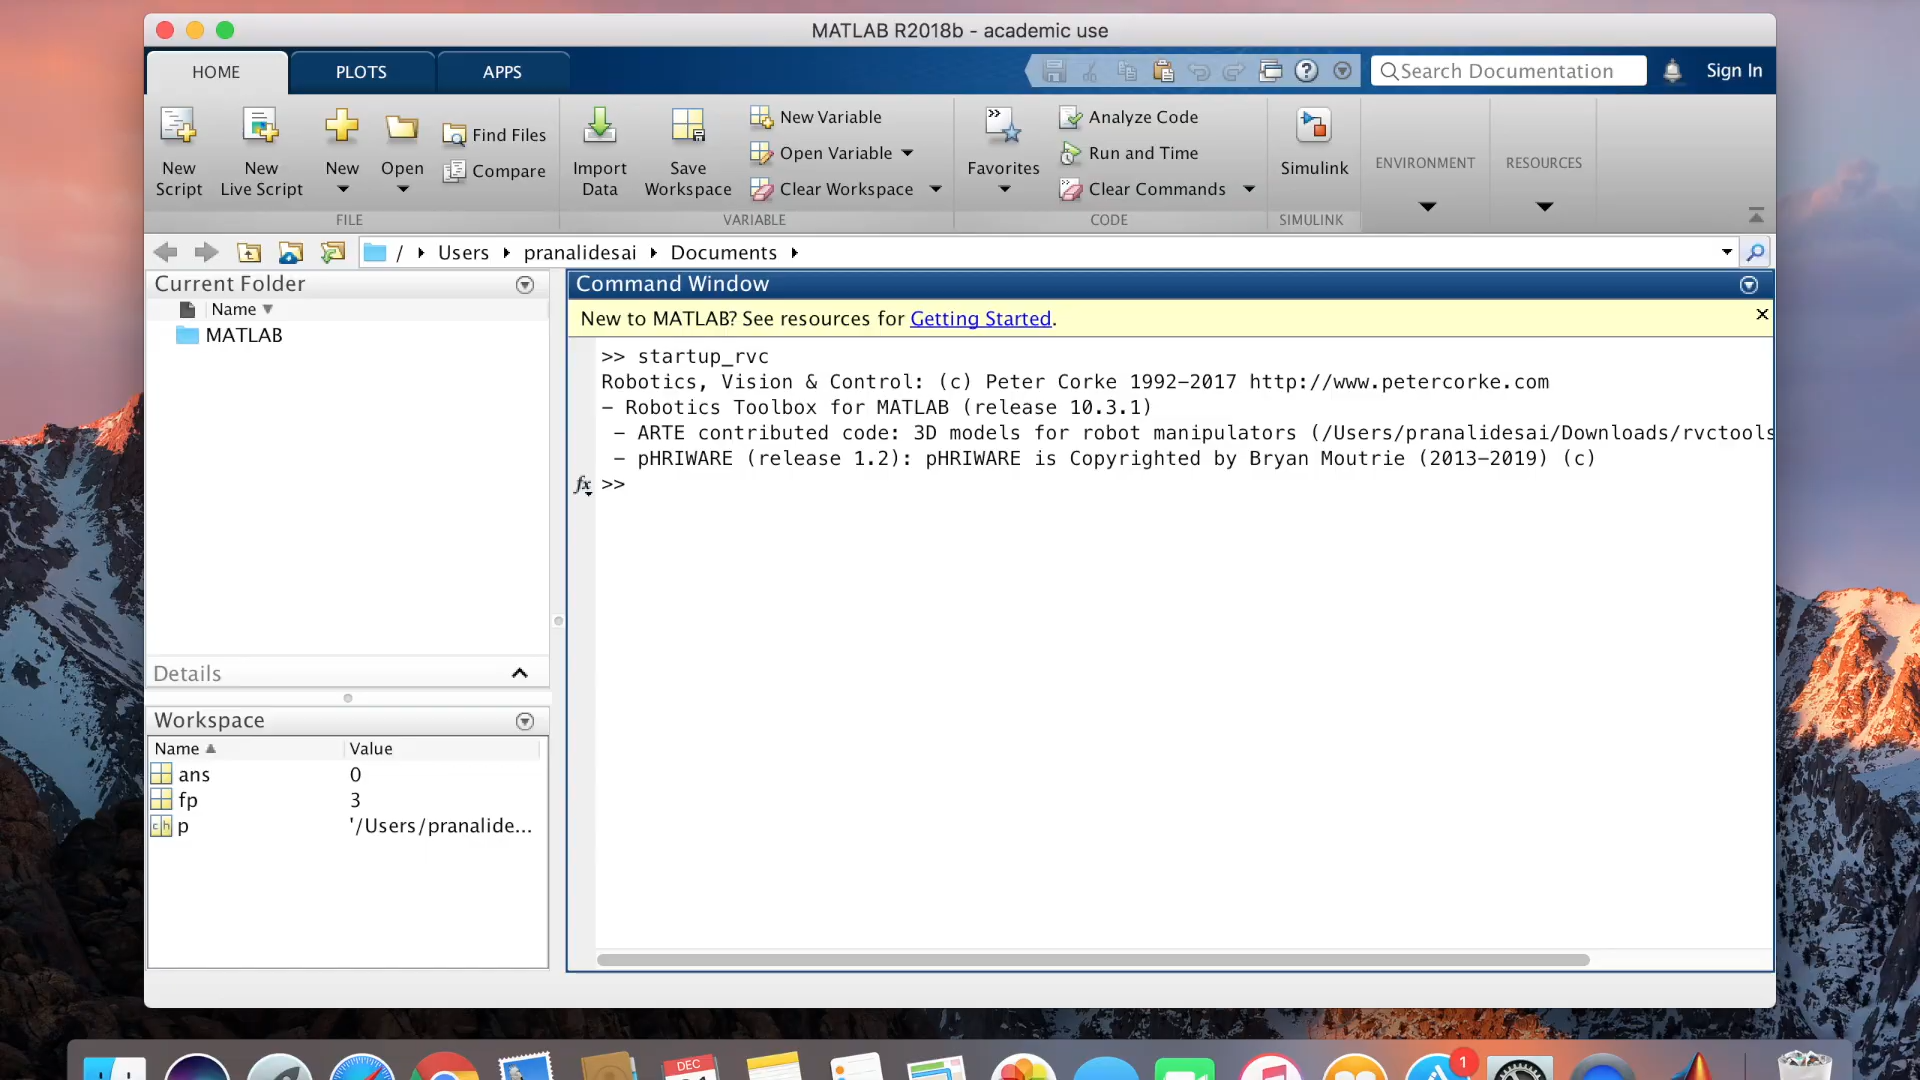 MATLAB R2018b - academic use
HOME
PLOTS
APPS
Search Documentation
Sign In
New Script
New Live Script
New
Open
Find Files
Compare
FILE
Import Data
Save Workspace
New Variable
Open Variable
Clear Workspace
VARIABLE
Favorites
Analyze Code
Run and Time
Clear Commands
CODE
Simulink
SIMULINK
ENVIRONMENT
RESOURCES
/ Users pranalidesai Documents
Current Folder
Name
MATLAB
Details
Workspace
Name Value
ans 0
fp 3
ch p '/Users/pranalide...
Command Window
New to MATLAB? See resources for Getting Started.
>> startup_rvc
Robotics, Vision & Control: (c) Peter Corke 1992-2017 http://www.petercorke.com
- Robotics Toolbox for MATLAB (release 10.3.1)
- ARTE contributed code: 3D models for robot manipulators (/Users/pranalidesai/Downloads/rvctools
- pHRIWARE (release 1.2): pHRIWARE is Copyrighted by Bryan Moutrie (2013-2019) (c)
fx >>
DEC
1